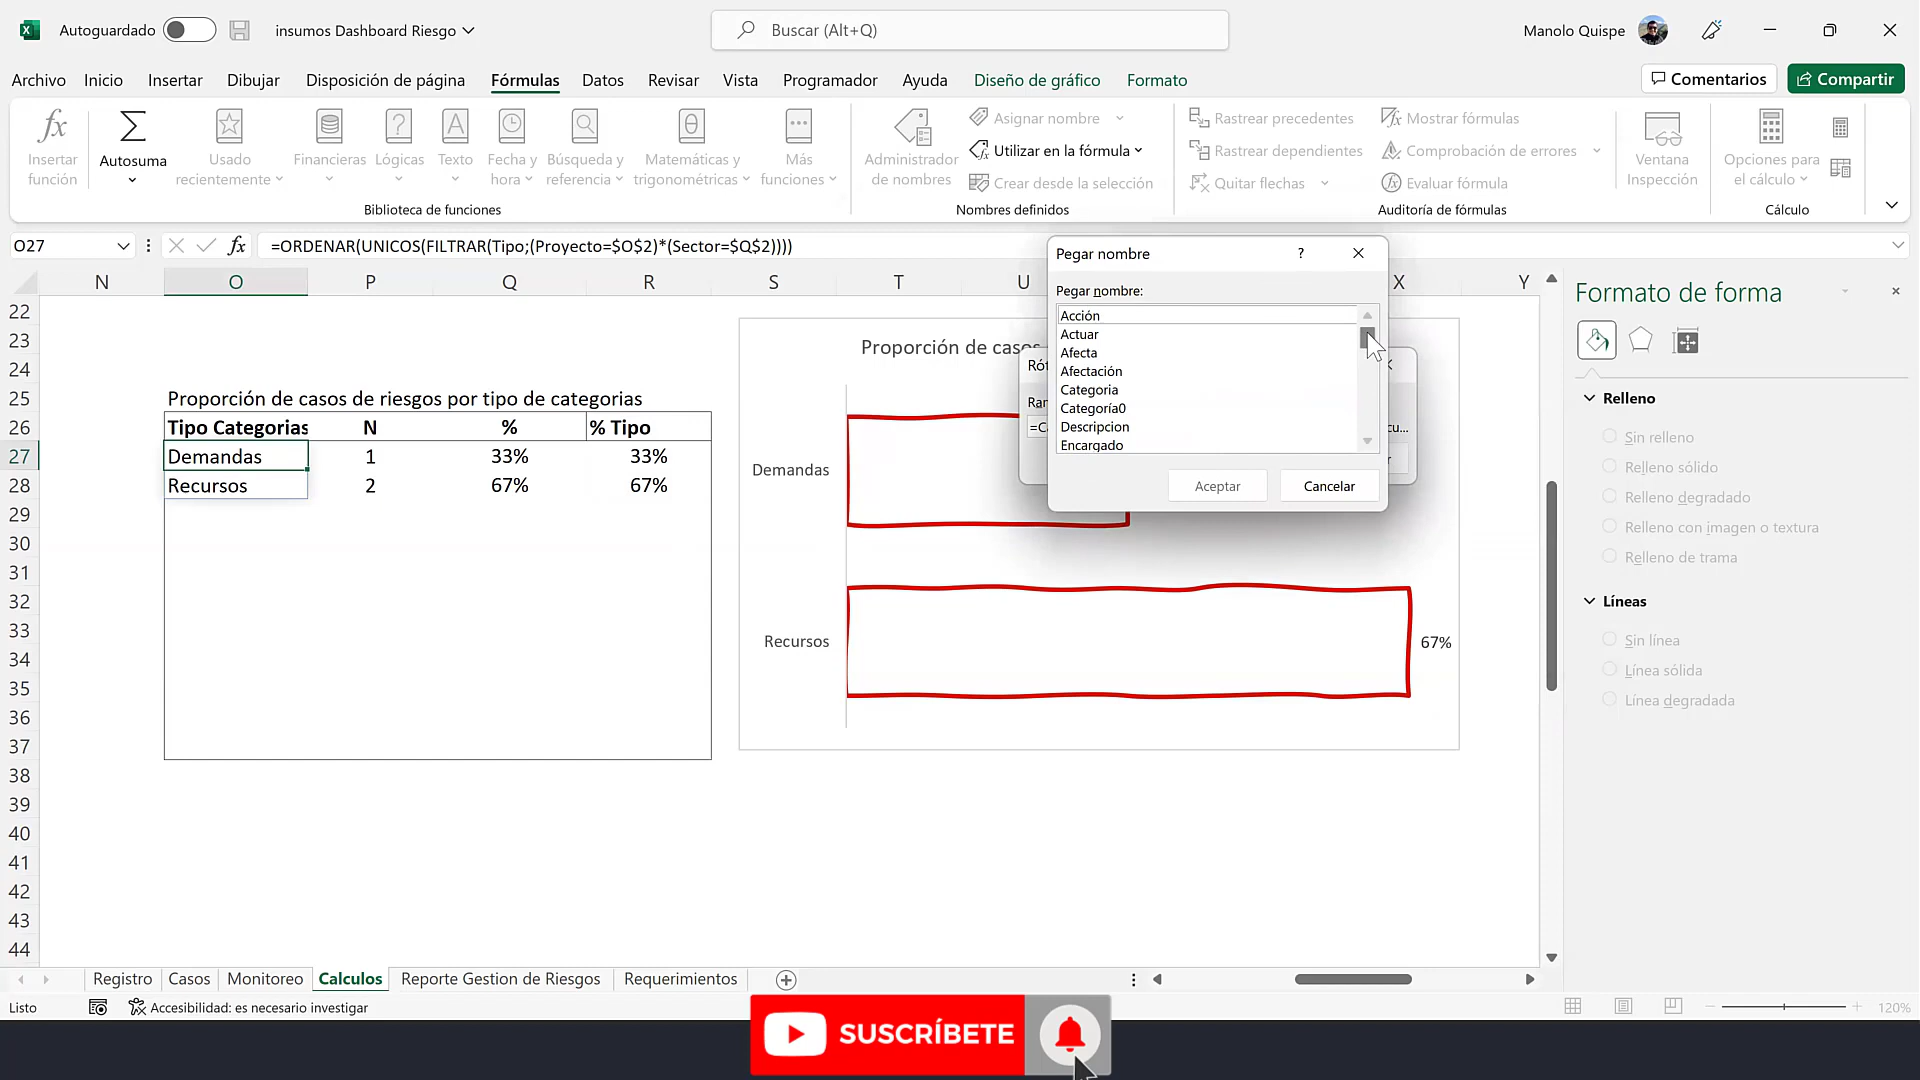 Autoguardado
insumos Dashboard Riesgo
Buscar (Alt+Q)
Manolo Quispe
Archivo Inicio Insertar Dibujar Disposición de página Fórmulas Datos Revisar Vista Programador Ayuda Diseño de gráfico Formato
Comentarios Compartir
Insertar función
Autosuma
Usado recientemente
Financieras
Lógicas
Texto
Fecha y hora
Búsqueda y referencia
Matemáticas y trigonométricas
Más funciones
Biblioteca de funciones
Administrador de nombres
Asignar nombre
Utilizar en la fórmula
Crear desde la selección
Nombres definidos
Rastrear precedentes
Rastrear dependientes
Quitar flechas
Mostrar fórmulas
Comprobación de errores
Evaluar fórmula
Auditoría de fórmulas
Ventana Inspección
Opciones para el cálculo
Cálculo
O27
fx
=ORDENAR(UNICOS(FILTRAR(Tipo;(Proyecto=$O$2)*(Sector=$Q$2))))
N O P Q R S T U X Y
22
23
24
25 Proporción de casos de riesgos por tipo de categorias
26 Tipo Categorias N % % Tipo
27 Demandas 1 33% 33%
28 Recursos 2 67% 67%
29
30
31
32
33
34
35
36
37
38
39
40
41
42
43
44
Proporción de casos
Demandas
Recursos
67%
Pegar nombre
?
Pegar nombre:
Acción
Actuar
Afecta
Afectación
Categoria
Categoría0
Descripcion
Encargado
Aceptar Cancelar
Formato de forma
Relleno
Sin relleno
Relleno sólido
Relleno degradado
Relleno con imagen o textura
Relleno de trama
Líneas
Sin línea
Línea sólida
Línea degradada
Registro Casos Monitoreo Calculos Reporte Gestion de Riesgos Requerimientos
Listo
Accesibilidad: es necesario investigar
120%
SUSCRÍBETE